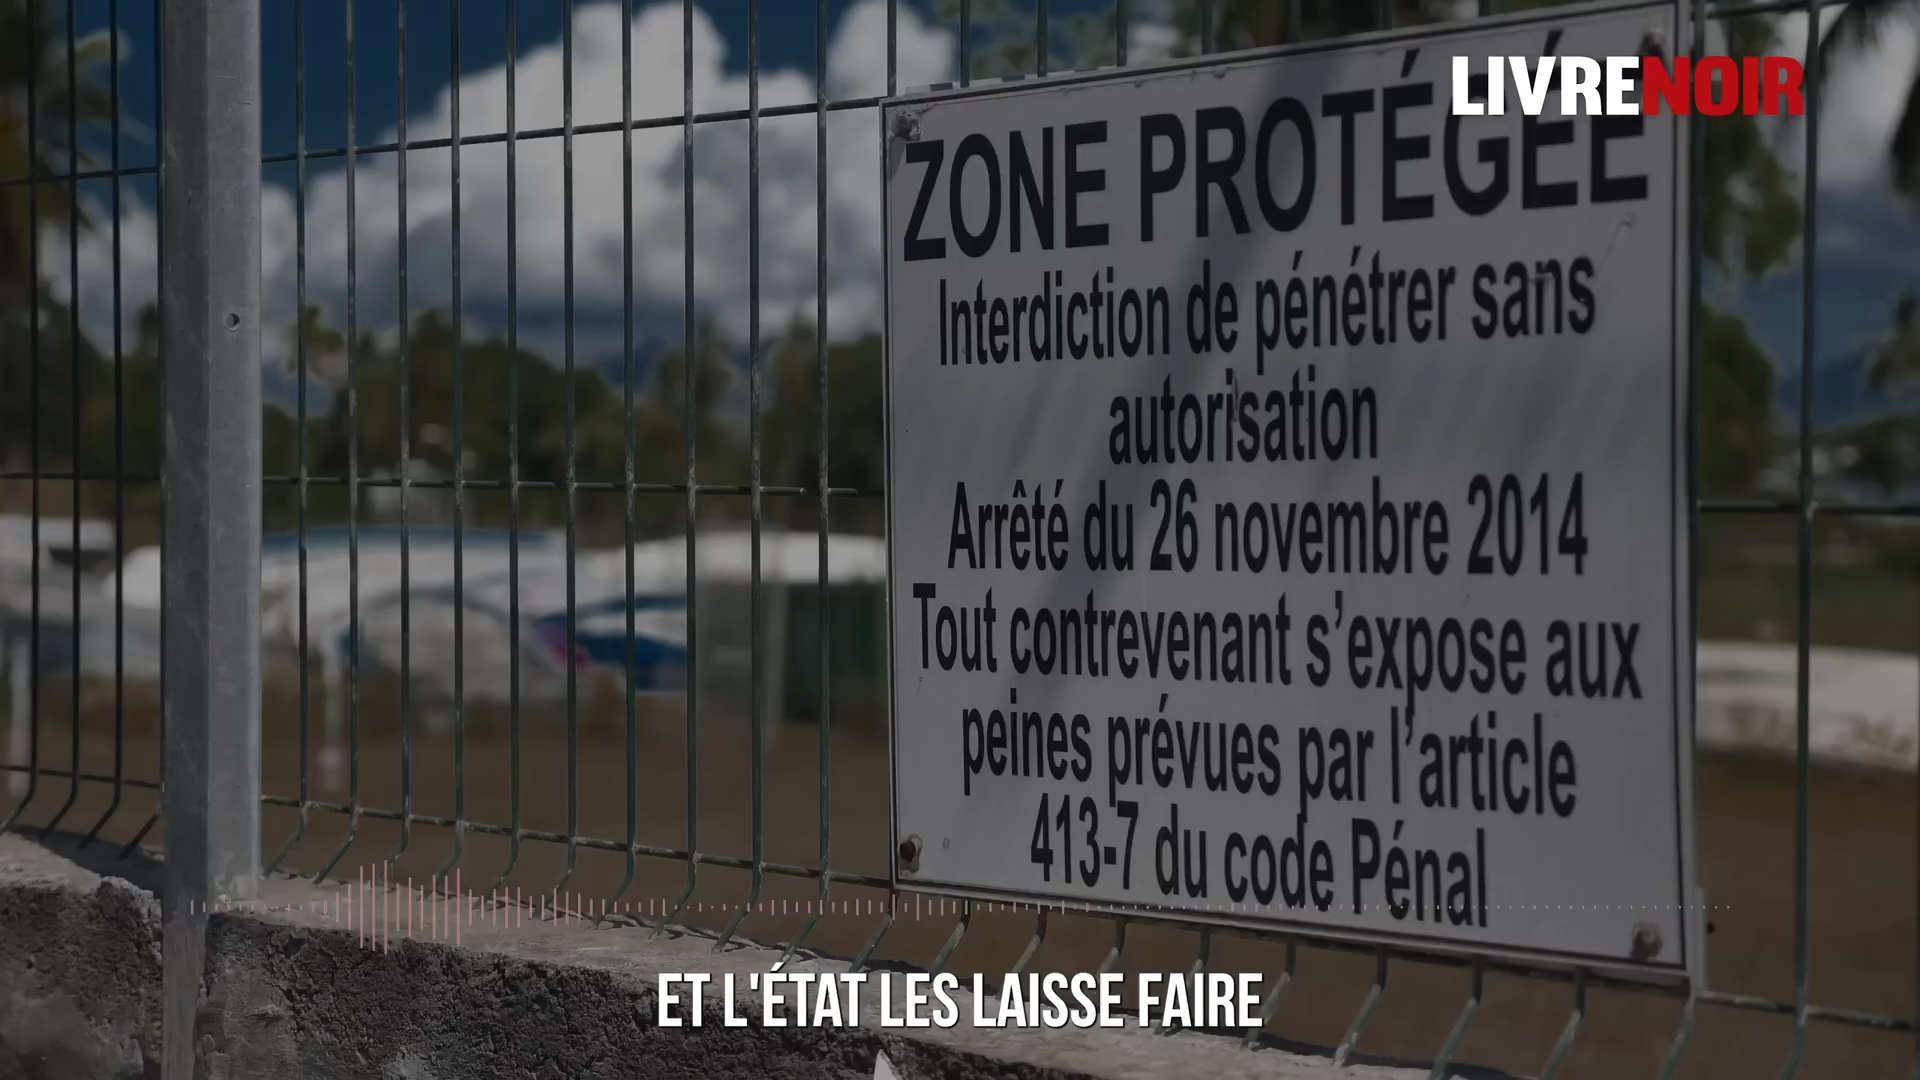 LIVRENOIR
ZONE PROTÉGÉE
Interdiction de pénétrer sans
autorisation
Arrêté du 26 novembre 2014
Tout contrevenant s’expose aux
peines prévues par l’article
413-7 du code Pénal
ET L'ÉTAT LES LAISSE FAIRE